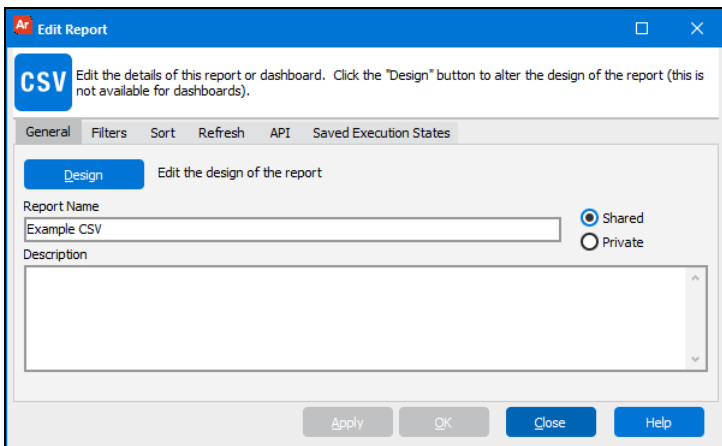 Ar Edit Report
CSV
Edit the details of this report or dashboard. Click the "Design" button to alter the design of the report (this is
not available for dashboards).
General Filters Sort Refresh API Saved Execution States
Design Edit the design of the report
Report Name
Example CSV
Shared
Private
Description
Apply OK Close Help